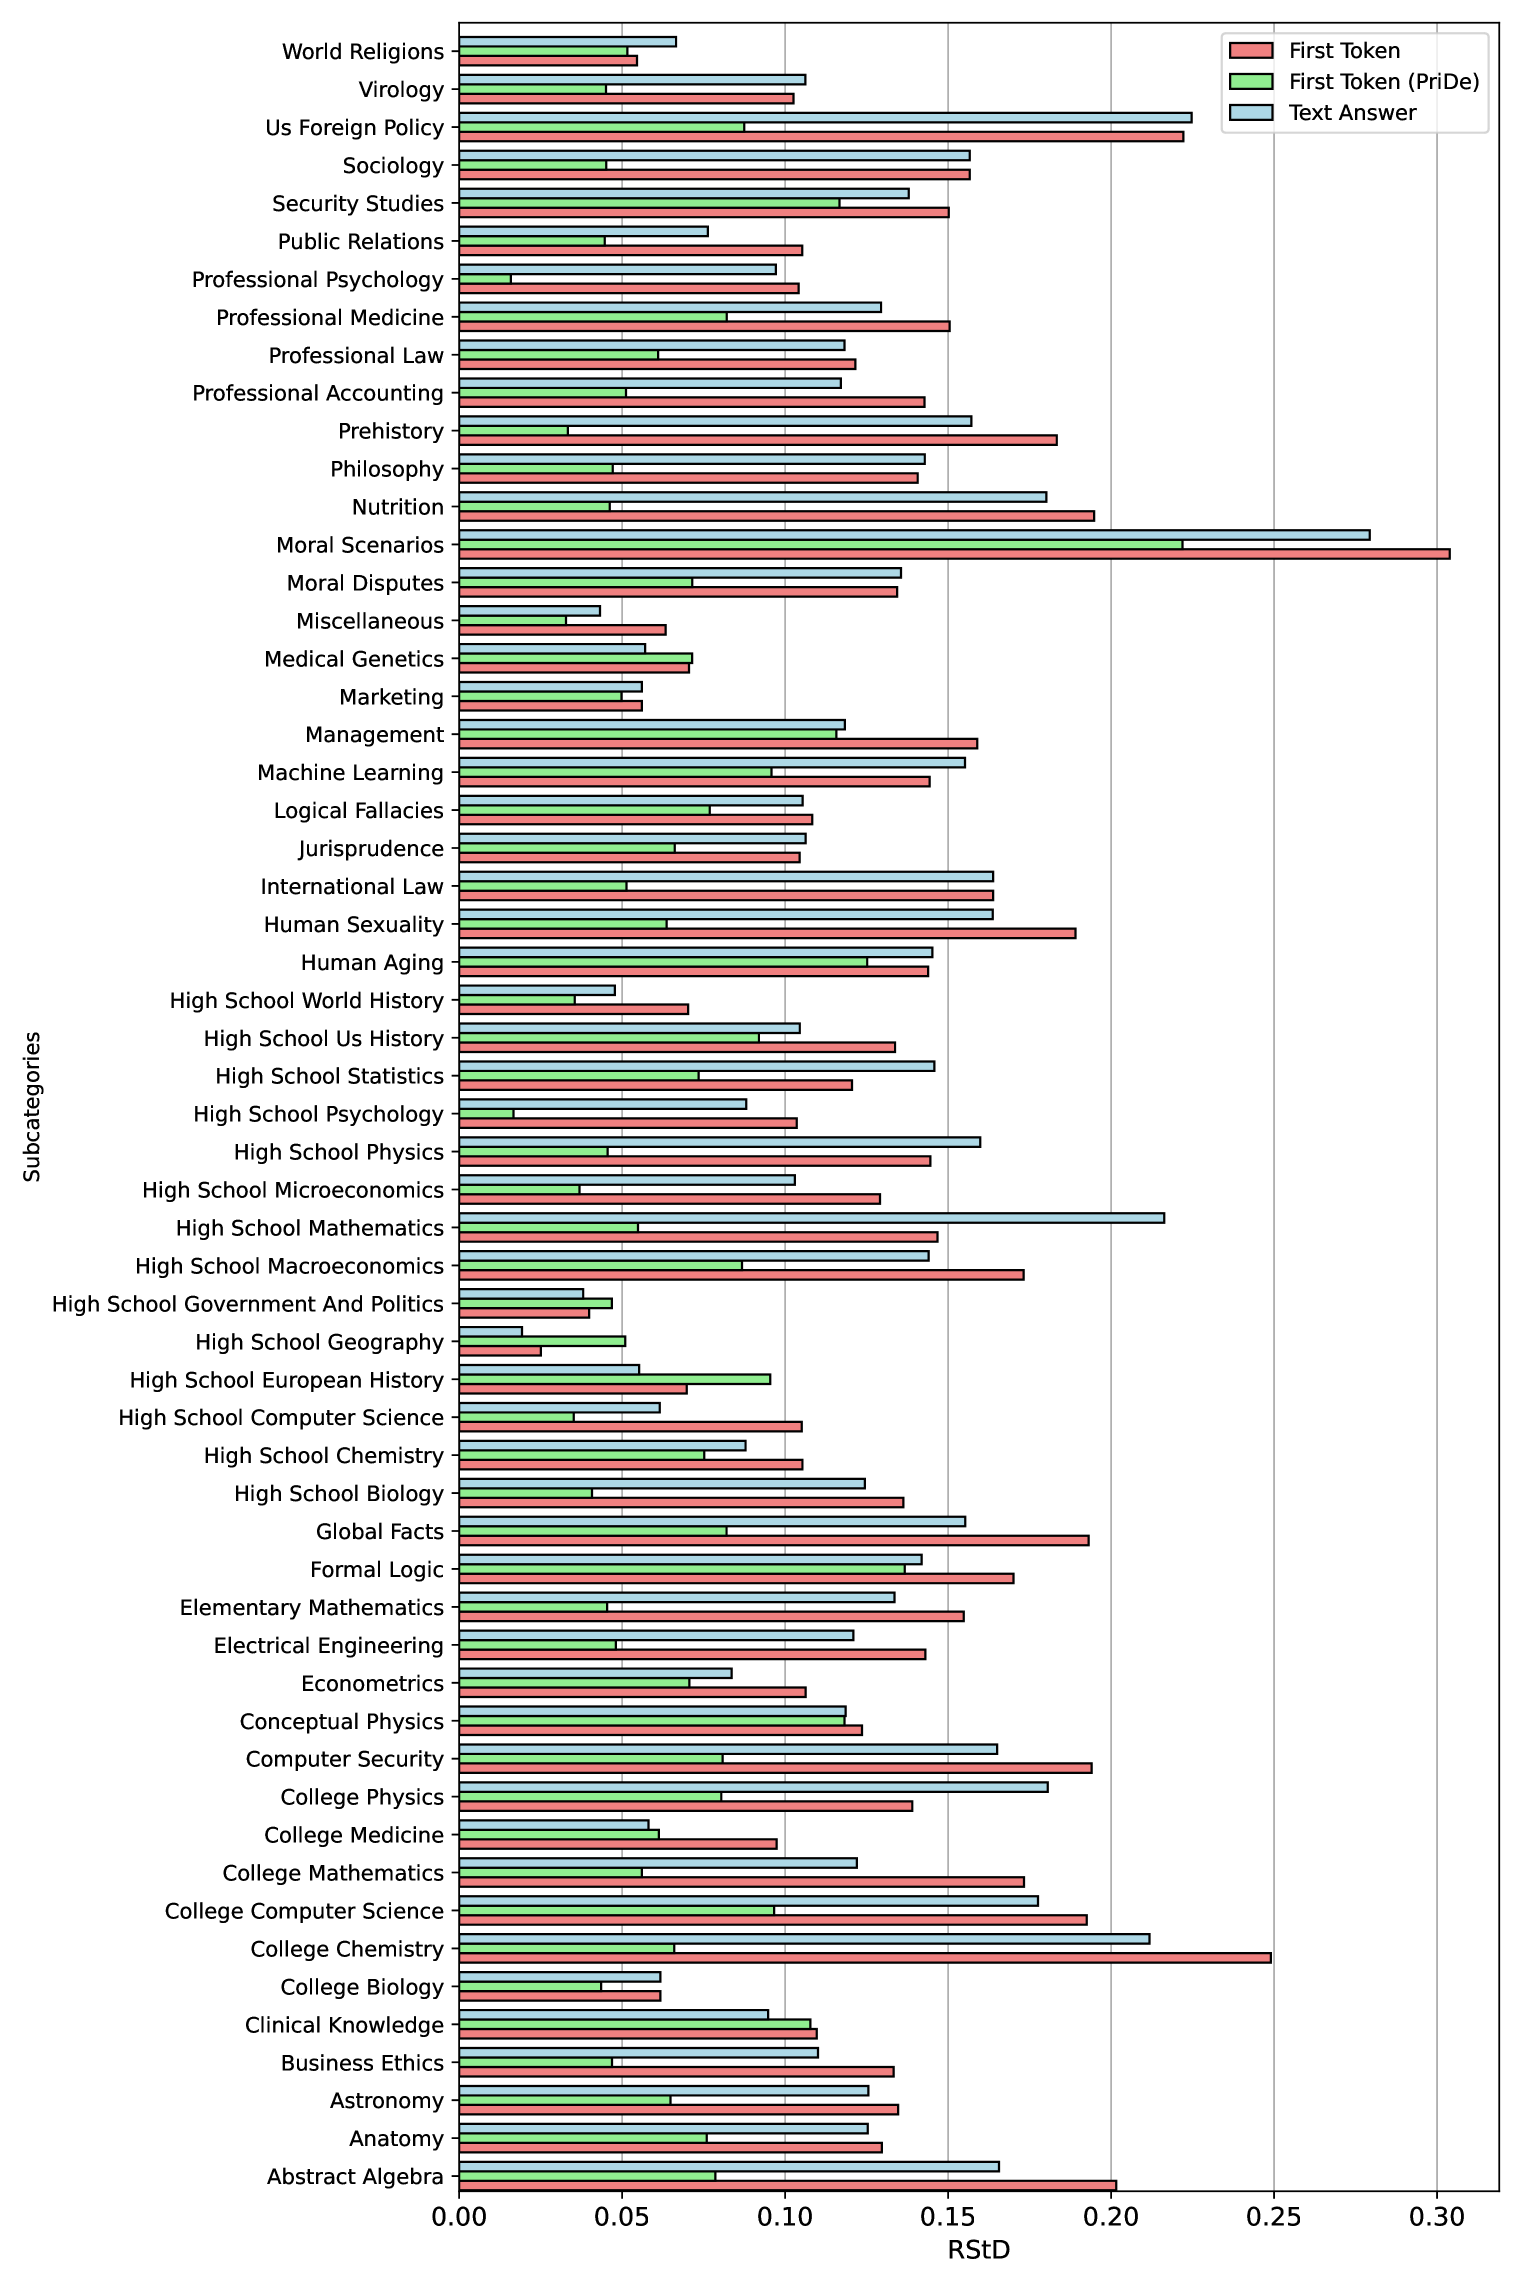 First Token
First Token (PriDe)
Text Answer
World Religions
Virology
Us Foreign Policy
Sociology
Security Studies
Public Relations
Professional Psychology
Professional Medicine
Professional Law
Professional Accounting
Prehistory
Philosophy
Nutrition
Moral Scenarios
Moral Disputes
Miscellaneous
Medical Genetics
Marketing
Management
Machine Learning
Logical Fallacies
Jurisprudence
International Law
Human Sexuality
Human Aging
High School World History
High School Us History
High School Statistics
High School Psychology
High School Physics
High School Microeconomics
High School Mathematics
High School Macroeconomics
High School Government And Politics
High School Geography
High School European History
High School Computer Science
High School Chemistry
High School Biology
Global Facts
Formal Logic
Elementary Mathematics
Electrical Engineering
Econometrics
Conceptual Physics
Computer Security
College Physics
College Medicine
College Mathematics
College Computer Science
College Chemistry
College Biology
Clinical Knowledge
Business Ethics
Astronomy
Anatomy
Abstract Algebra
Subcategories
0.00 0.05 0.10 0.15 0.20 0.25 0.30
RStD